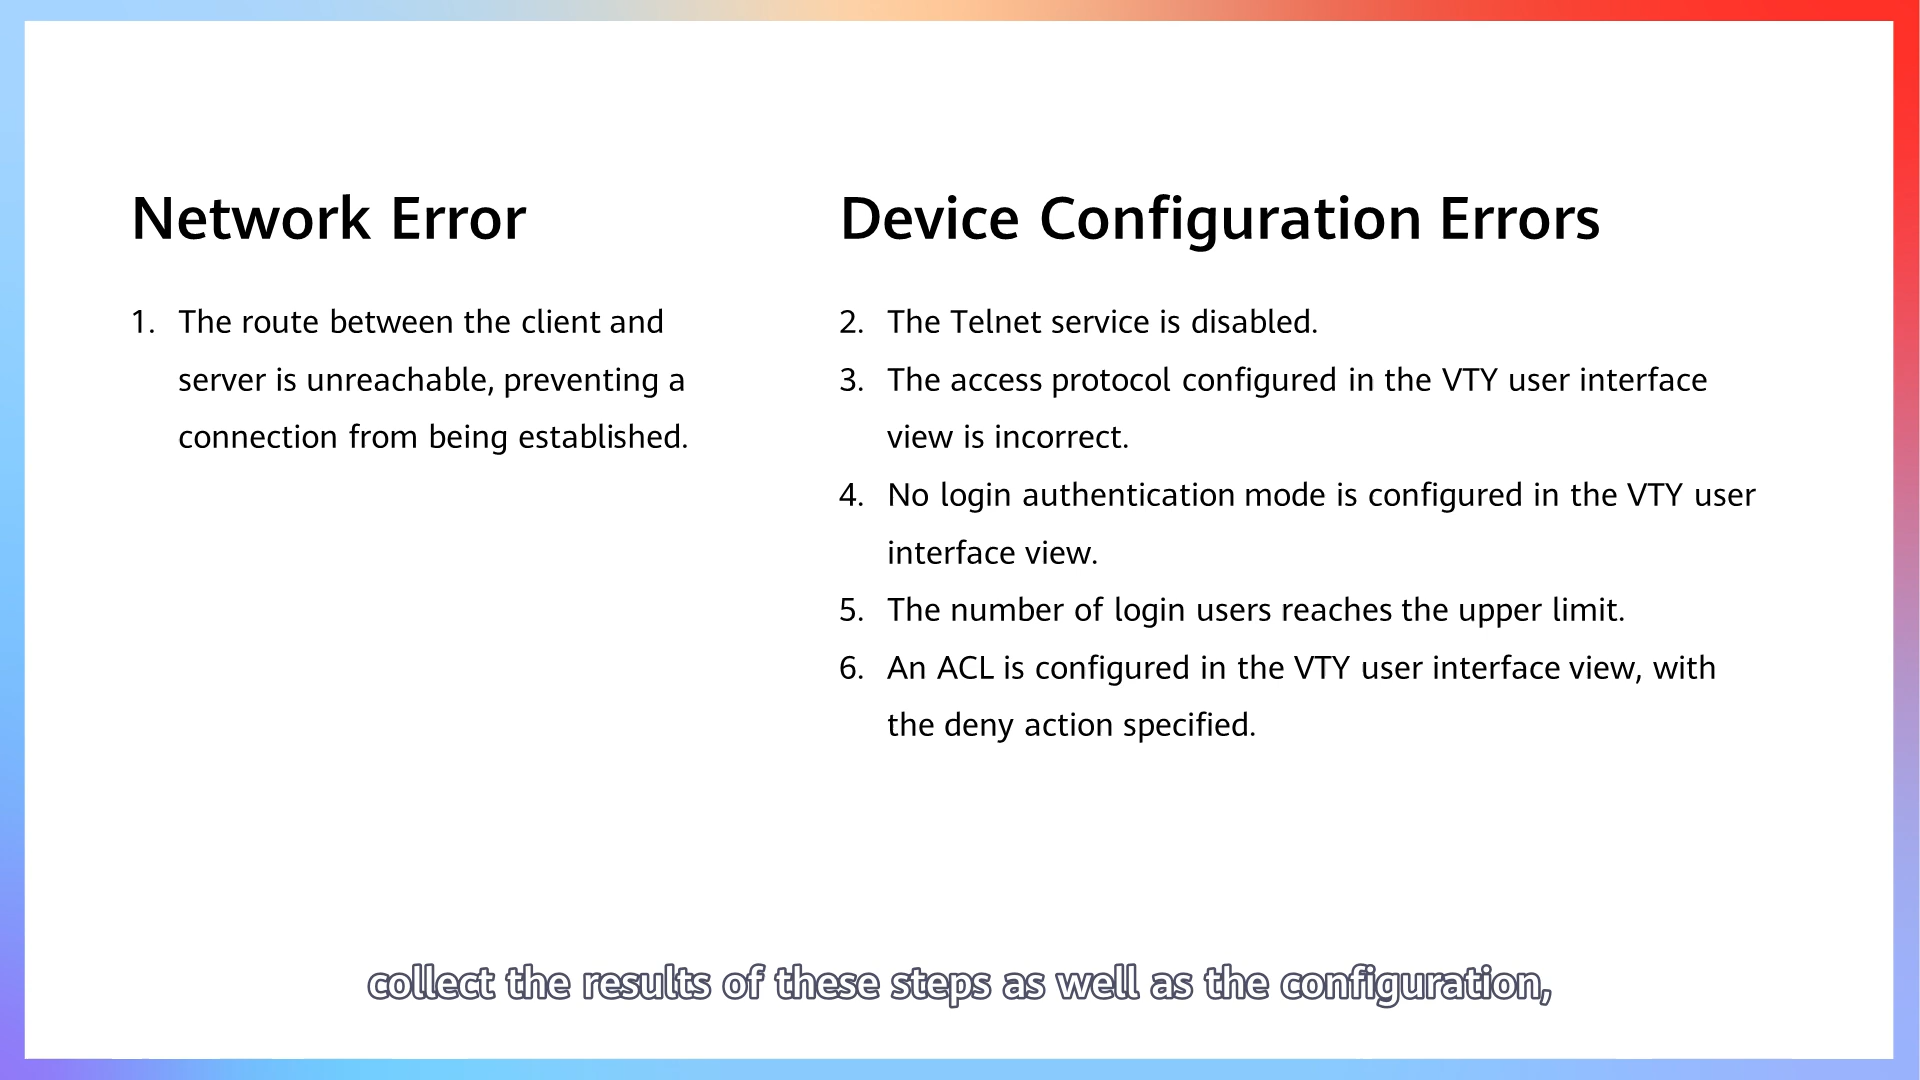 Network Error
1. The route between the client and
server is unreachable, preventing a
connection from being established.
Device Configuration Errors
2. The Telnet service is disabled.
3. The access protocol configured in the VTY user interface
view is incorrect.
4. No login authentication mode is configured in the VTY user
interface view.
5. The number of login users reaches the upper limit.
6. An ACL is configured in the VTY user interface view, with
the deny action specified.
collect the results of these steps as well as the configuration,